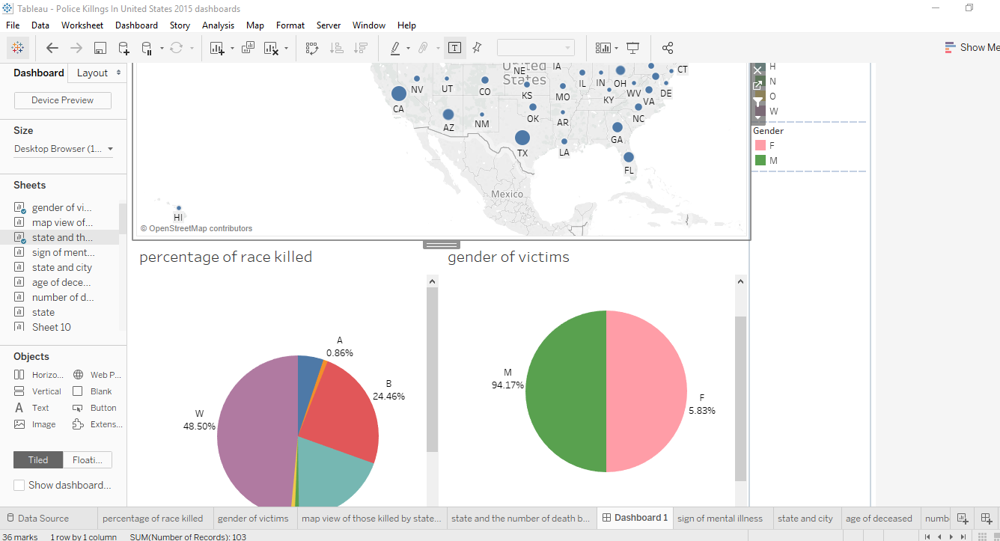 Tableau - Police Killngs In United States 2015 dashboards
File Data Worksheet Dashboard Story Analysis Map Format Server Window Help
Show Me
Dashboard Layout
Device Preview
Size
Desktop Browser (1...
Sheets
gender of vi...
map view of...
state and th...
sign of ment...
state and city
age of dece...
number of d...
state
Sheet 10
Objects
Horizo... Web P...
Vertical Blank
Text Button
Image Extens...
Tiled Floati...
Show dashboard...
United
States
NE IA CT
NV UT CO KS MO IL IN OH KY WV VA DE
CA AZ NM OK AR NC
TX LA GA FL
Mexico
HI
© OpenStreetMap contributors
H
N
O
W
Gender
F
M
percentage of race killed
A
0.86%
B
24.46%
W
48.50%
gender of victims
M
94.17%
F
5.83%
Data Source percentage of race killed gender of victims map view of those killed by state... state and the number of death b... Dashboard 1 sign of mental illness state and city age of deceased numb
36 marks 1 row by 1 column SUM(Number of Records): 103